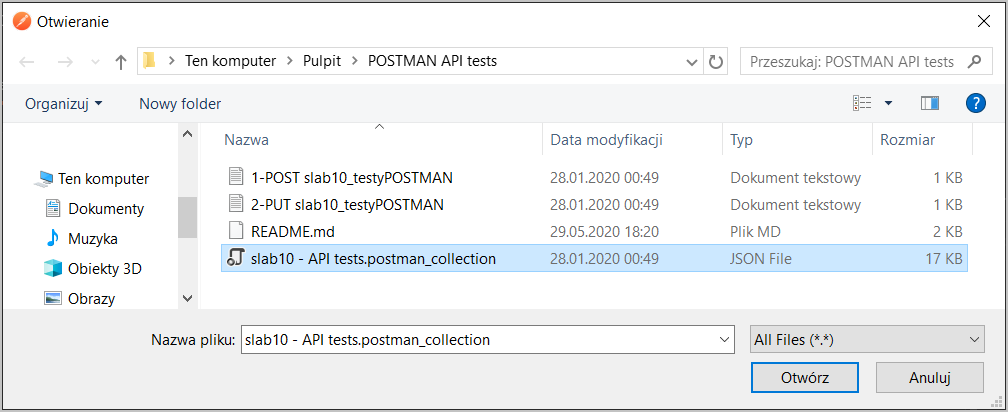 Otwieranie
Ten komputer Pulpit POSTMAN API tests Przeszukaj: POSTMAN API tests
Organizuj Nowy folder ?
Nazwa Data modyfikacji Typ Rozmiar
Ten komputer
Dokumenty
Muzyka
Obiekty 3D
Obrazy
1-POST slab10_testyPOSTMAN 28.01.2020 00:49 Dokument tekstowy 1 KB
2-PUT slab10_testyPOSTMAN 28.01.2020 00:49 Dokument tekstowy 1 KB
README.md 29.05.2020 18:20 Plik MD 2 KB
slab10 - API tests.postman_collection 28.01.2020 00:49 JSON File 17 KB
Nazwa pliku: slab10 - API tests.postman_collection All Files (*.*)
Otwórz Anuluj